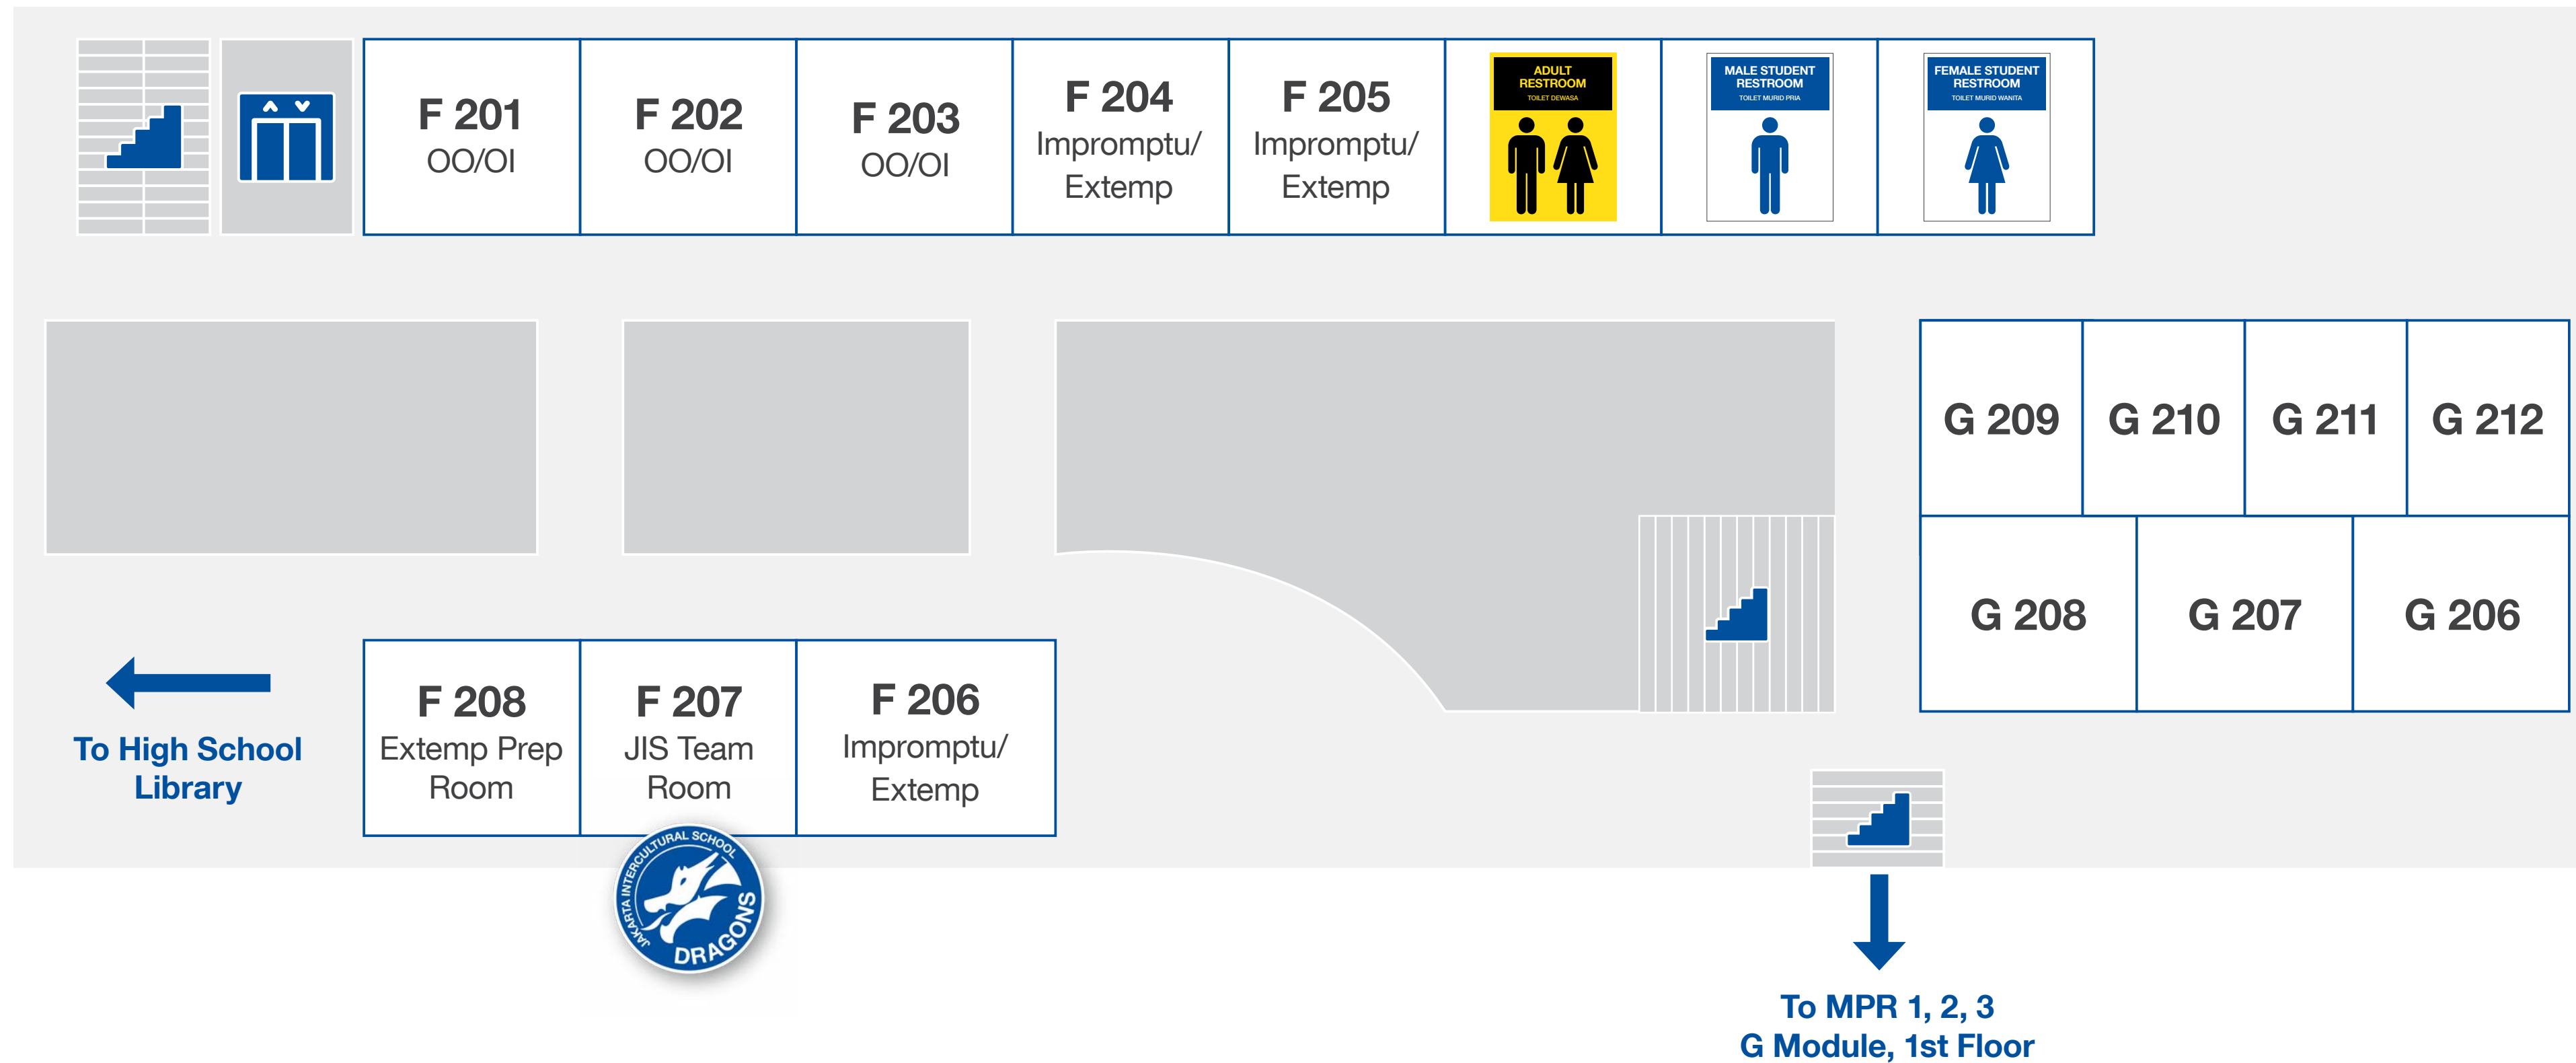 F 201
OO/OI
F 202
OO/OI
F 203
OO/OI
F 204
Impromptu/
Extemp
F 205
Impromptu/
Extemp
ADULT
RESTROOM
TOILET DEWASA
MALE STUDENT
RESTROOM
TOILET MURID PRIA
FEMALE STUDENT
RESTROOM
TOILET MURID WANITA
G 209
G 210
G 211
G 212
G 208
G 207
G 206
To High School
Library
F 208
Extemp Prep
Room
F 207
JIS Team
Room
F 206
Impromptu/
Extemp
JAKARTA INTERCULTURAL SCHOOL
DRAGONS
To MPR 1, 2, 3
G Module, 1st Floor